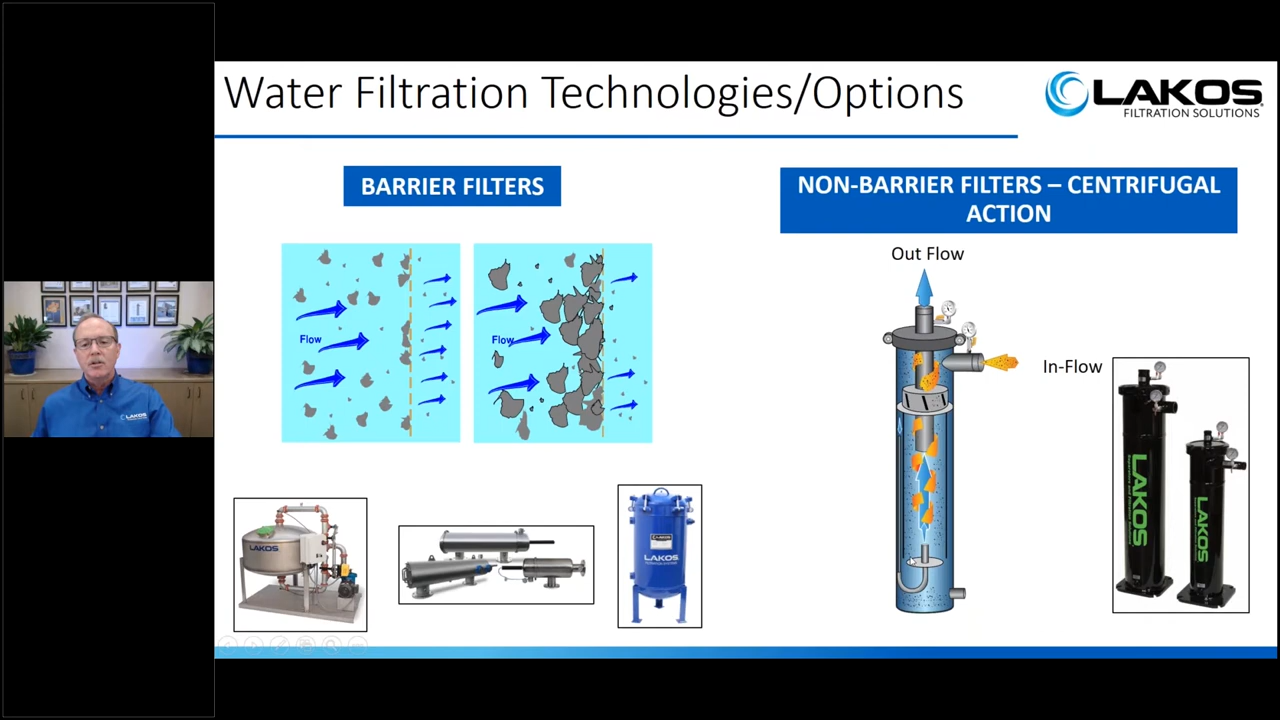 Water Filtration Technologies/Options
LAKOS
FILTRATION SOLUTIONS
BARRIER FILTERS
NON-BARRIER FILTERS – CENTRIFUGAL
ACTION
Out Flow
Flow
Flow
In-Flow
LAKOS
LAKOS
LAKOS
LAKOS
LAKOS